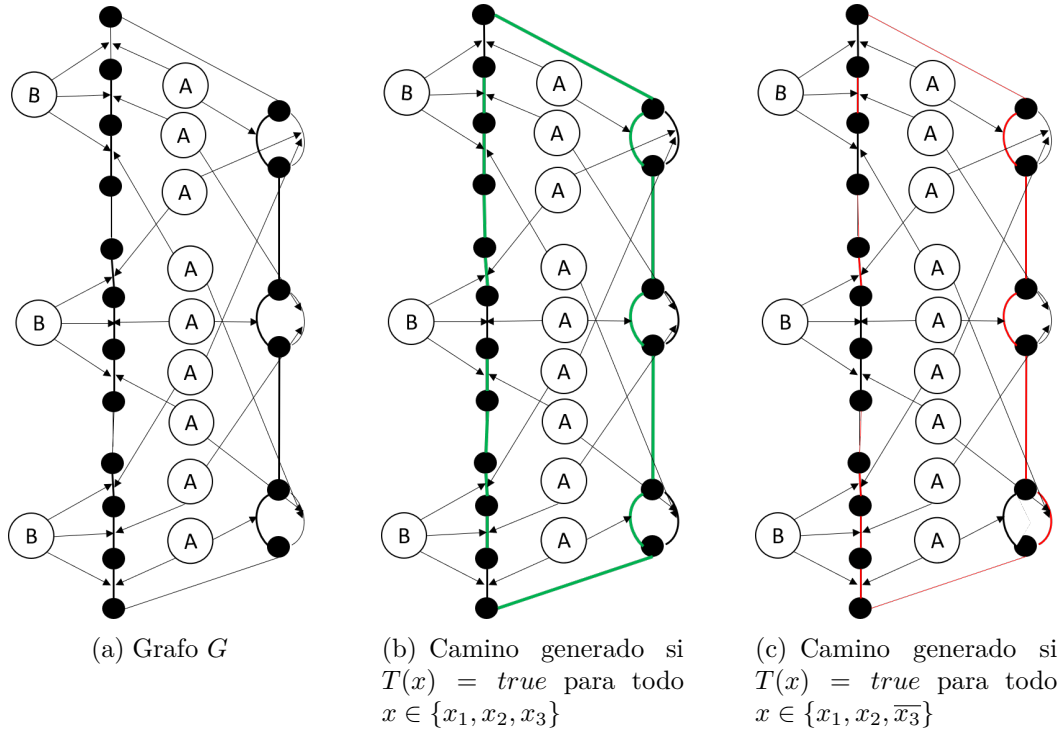 A
B
A
A
A
A
B
A
A
A
B
A
(a) Grafo G
A
B
A
A
A
A
B
A
A
A
B
A
(b) Camino generado si
T(x) = true para todo
x ∈ {x₁, x₂, x₃}
A
B
A
A
A
A
B
A
A
A
B
A
(c) Camino generado si
T(x) = true para todo
x ∈ {x₁, x₂, x̅₃}